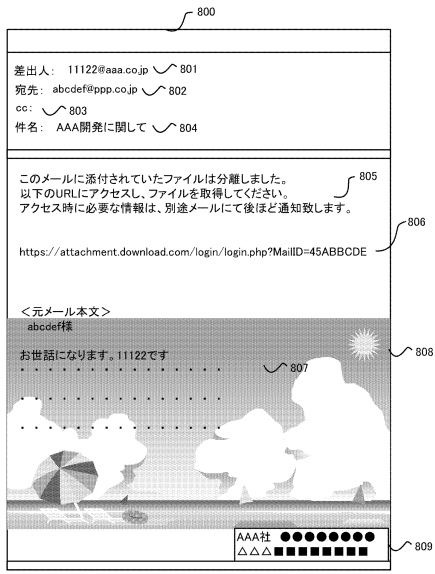 800
差出人： 11122@aaa.co.jp 801
宛先： abcdef@ppp.co.jp 802
cc： 803
件名： AAA開発に関して 804
このメールに添付されていたファイルは分離しました。
以下のURLにアクセスし、ファイルを取得してください。 805
アクセス時に必要な情報は、別途メールにて後ほど通知致します。
806
https://attachment.download.com/login/login.php?MailID=45ABBCDE
＜元メール本文＞
abcdef様
808
お世話になります。11122です
807
・・・・・・・・・・・・・・・
・・・・・・・・・・・・・・・
・・・・・・・・・・・・・・・
AAA社 ●●●●●●●●
△△△■■■■■■■■ 809